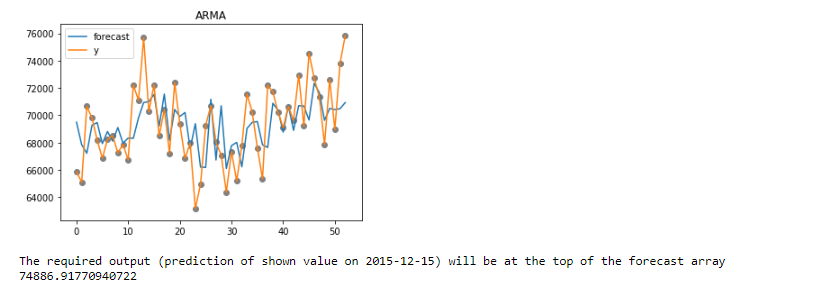 ARMA
forecast
y
76000
74000
72000
70000
68000
66000
64000
0 10 20 30 40 50
The required output (prediction of shown value on 2015-12-15) will be at the top of the forecast array
74886.91770940722